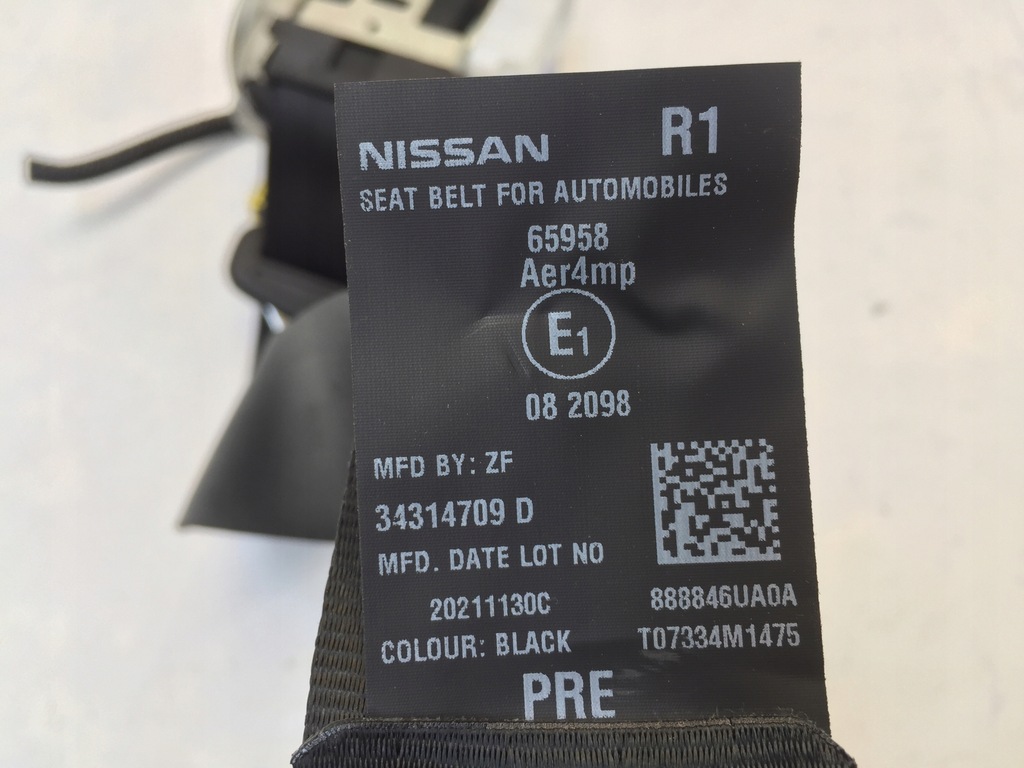 NISSAN R1
SEAT BELT FOR AUTOMOBILES
65958
Aer4mp
E1
08 2098
MFD BY: ZF
34314709 D
MFD. DATE LOT NO
20211130C 888846UA0A
COLOUR: BLACK T07334M1475
PRE